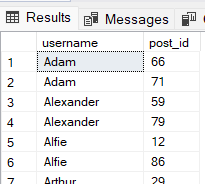 Results Messages
username post_id
1 Adam 66
2 Adam 71
3 Alexander 59
4 Alexander 79
5 Alfie 12
6 Alfie 86
7 Arthur 29